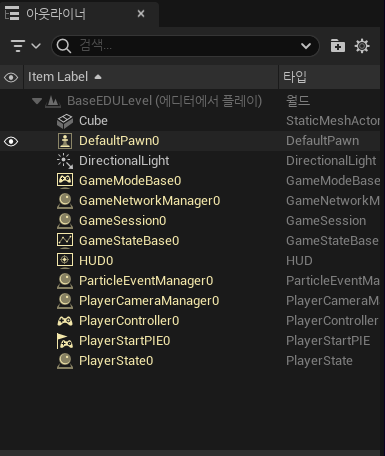 아웃라이너
검색...
Item Label 타입
BaseEDULevel (에디터에서 플레이) 월드
Cube StaticMeshActor
DefaultPawn0 DefaultPawn
DirectionalLight DirectionalLight
GameModeBase0 GameModeBase
GameNetworkManager0 GameNetworkM
GameSession0 GameSession
GameStateBase0 GameStateBase
HUD0 HUD
ParticleEventManager0 ParticleEventMa
PlayerCameraManager0 PlayerCameraM
PlayerController0 PlayerController
PlayerStartPIE0 PlayerStartPIE
PlayerState0 PlayerState